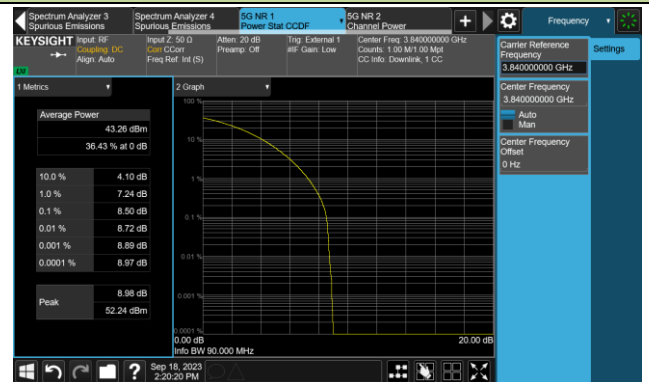 Spectrum Analyzer 3
Spurious Emissions
Spectrum Analyzer 4
Spurious Emissions
5G NR 1
Power Stat CCDF
5G NR 2
Channel Power
Frequency
KEYSIGHT
Input: RF
Coupling: DC
Align: Auto
Input Z: 50 Ω
Corr CCorr
Freq Ref: Int (S)
Atten: 20 dB
Preamp: Off
Trig: External 1
#IF Gain: Low
Center Freq: 3.840000000 GHz
Counts: 1.00 M/1.00 Mpt
CC Info: Downlink, 1 CC
1 Metrics
Average Power
43.26 dBm
36.43 % at 0 dB
10.0 % 4.10 dB
1.0 % 7.24 dB
0.1 % 8.50 dB
0.01 % 8.72 dB
0.001 % 8.89 dB
0.0001 % 8.97 dB
Peak
8.98 dB
52.24 dBm
2 Graph
100 %
10 %
1 %
0.1 %
0.01 %
0.001 %
0.0001 %
0.00 dB
20.00 dB
Info BW 90.000 MHz
Carrier Reference
Frequency
3.840000000 GHz
Center Frequency
3.840000000 GHz
Auto
Man
Center Frequency
Offset
0 Hz
Settings
Sep 18, 2023
2:20:20 PM